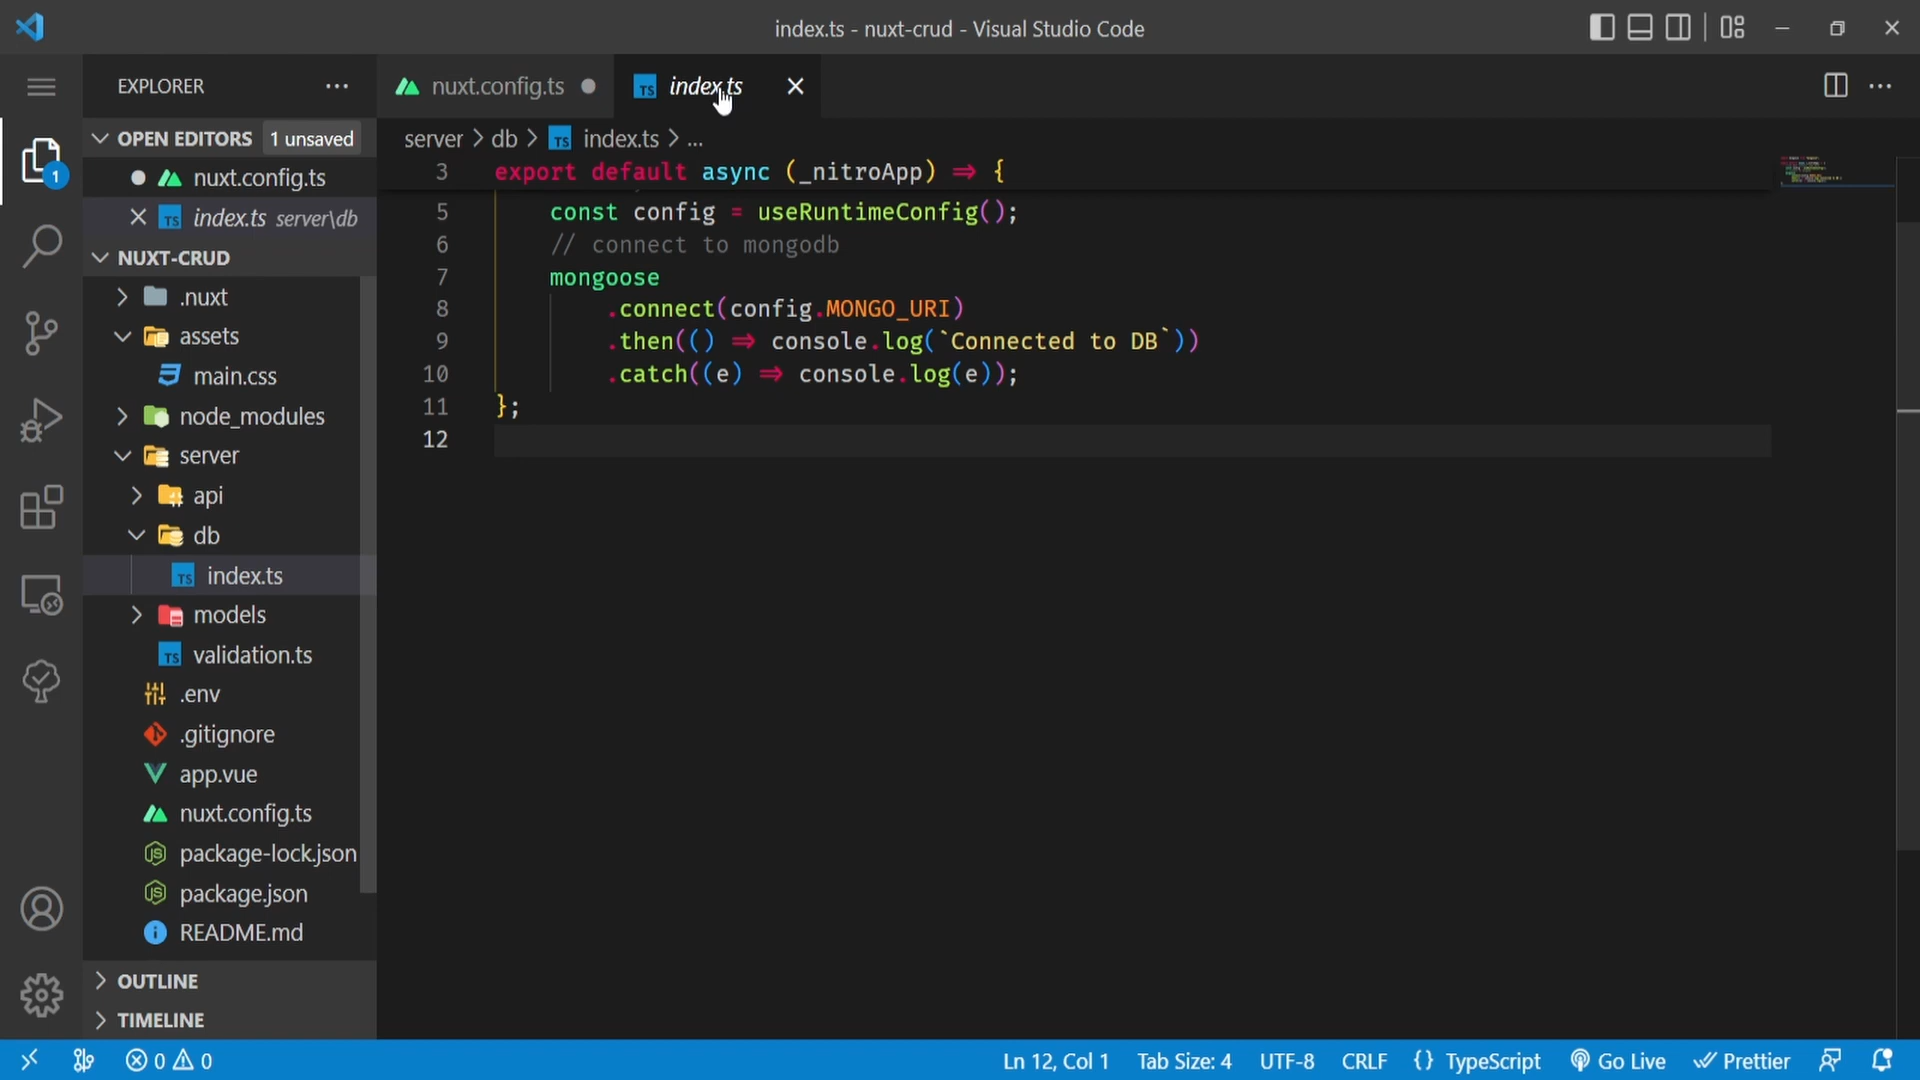 index.ts - nuxt-crud - Visual Studio Code
EXPLORER
OPEN EDITORS 1 unsaved
nuxt.config.ts
index.ts server\db
NUXT-CRUD
.nuxt
assets
main.css
node_modules
server
api
db
index.ts
models
validation.ts
.env
.gitignore
app.vue
nuxt.config.ts
package-lock.json
package.json
README.md
OUTLINE
TIMELINE
1
nuxt.config.ts
index.ts
server > db > TS index.ts > ...
3 export default async (_nitroApp) => {
5 const config = useRuntimeConfig();
6 // connect to mongodb
7 mongoose
8 .connect(config.MONGO_URI)
9 .then(() => console.log(`Connected to DB`))
10 .catch((e) => console.log(e));
11 };
12
0 0
Ln 12, Col 1 Tab Size: 4 UTF-8 CRLF {} TypeScript Go Live Prettier